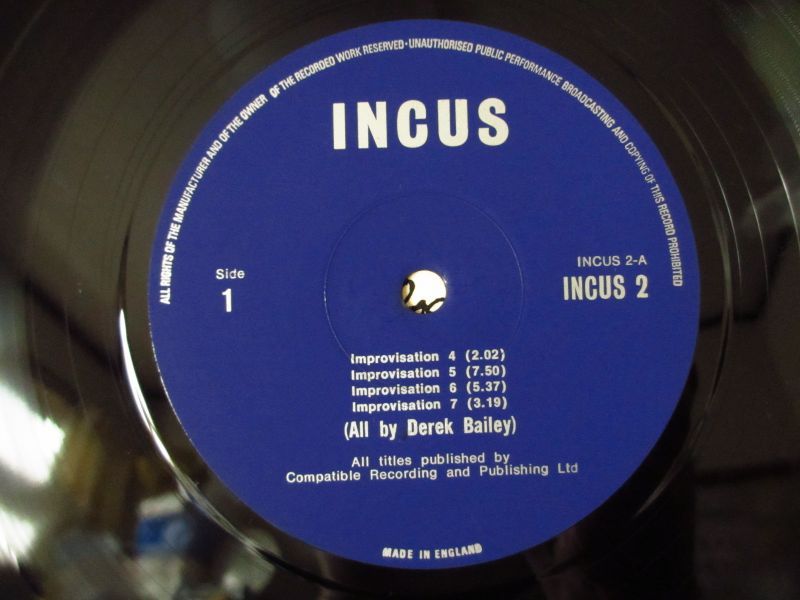 ALL RIGHTS OF THE MANUFACTURER AND OF THE OWNER OF THE RECORDED WORK RESERVED · UNAUTHORISED PUBLIC PERFORMANCE BROADCASTING AND COPYING OF THIS RECORD PROHIBITED
INCUS
Side
1
INCUS 2-A
INCUS 2
Improvisation 4 (2.02)
Improvisation 5 (7.50)
Improvisation 6 (5.37)
Improvisation 7 (3.19)
(All by Derek Bailey)
All titles published by
Compatible Recording and Publishing Ltd
MADE IN ENGLAND